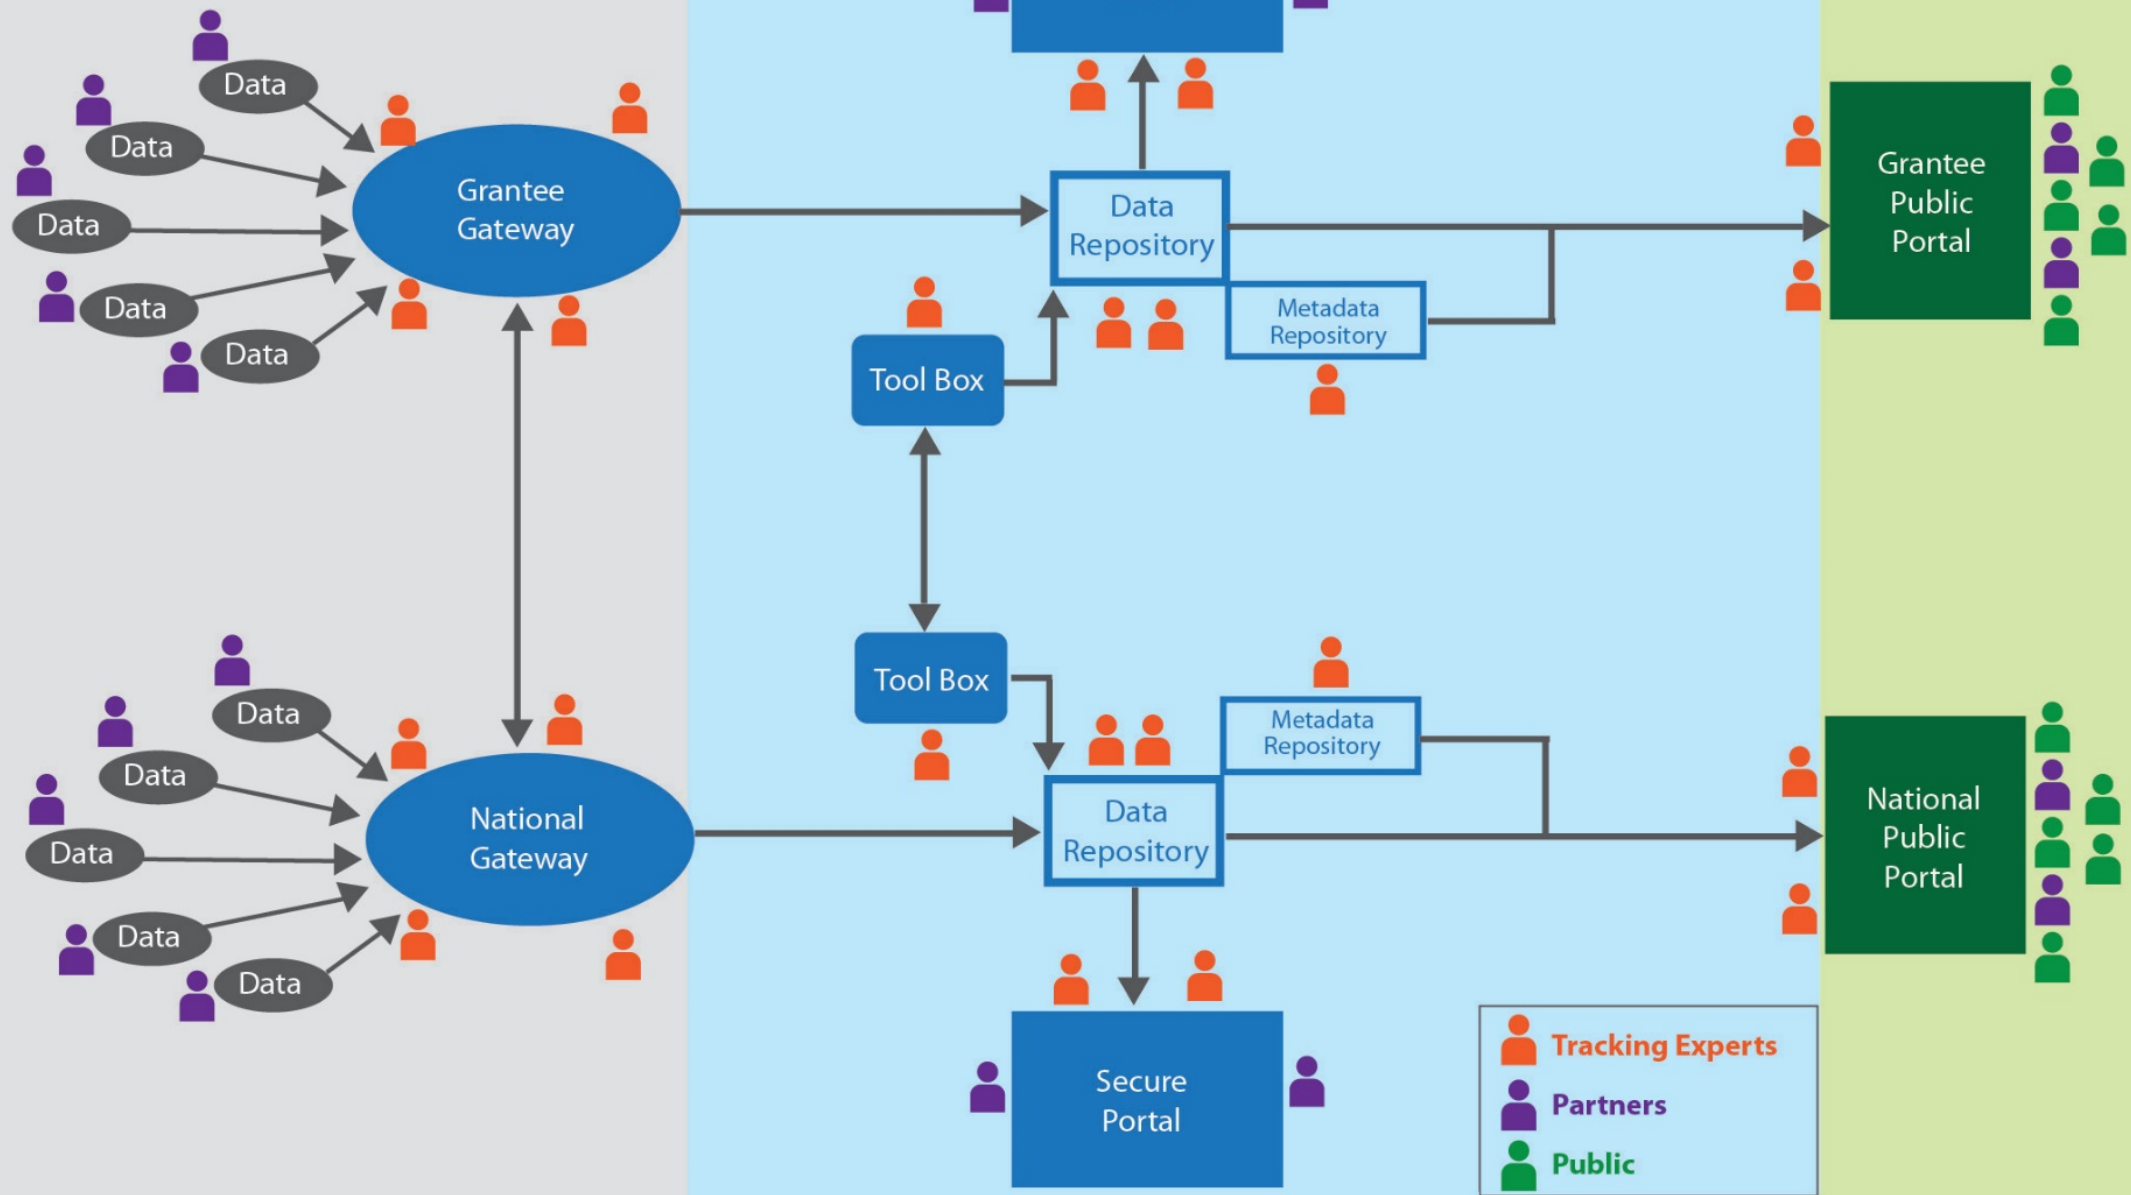 Data
Data
Data
Data
Data
Grantee
Gateway
Data
Repository
Metadata
Repository
Tool Box
Grantee
Public
Portal
Tool Box
Metadata
Repository
Data
Data
Data
Data
Data
National
Gateway
Data
Repository
National
Public
Portal
Secure
Portal
Tracking Experts
Partners
Public